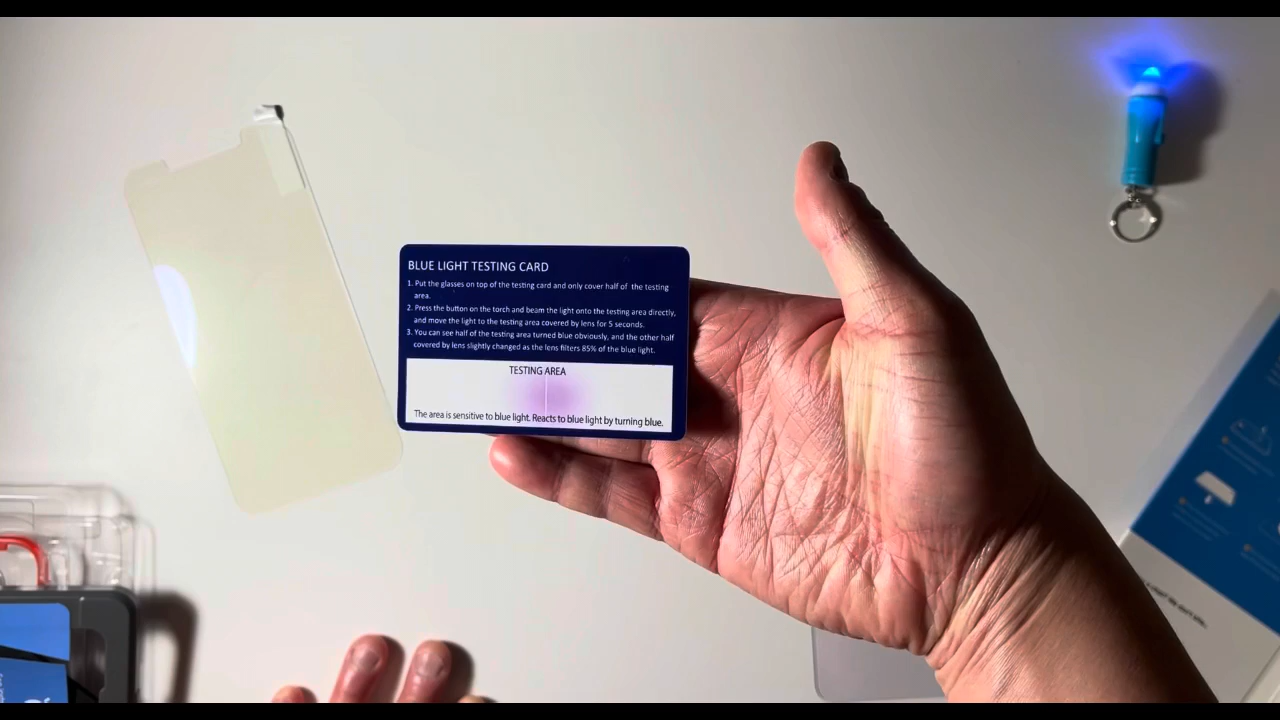 BLUE LIGHT TESTING CARD
1. Put the glasses on top of the testing card and only cover half of the testing
area.
2. Press the button on the torch and beam the light onto the testing area directly,
and move the light to the testing area covered by lens for 5 seconds.
3. You can see half of the testing area turned blue obviously, and the other half
covered by lens slightly changed as the lens filters 85% of the blue light.
TESTING AREA
The area is sensitive to blue light. Reacts to blue light by turning blue.